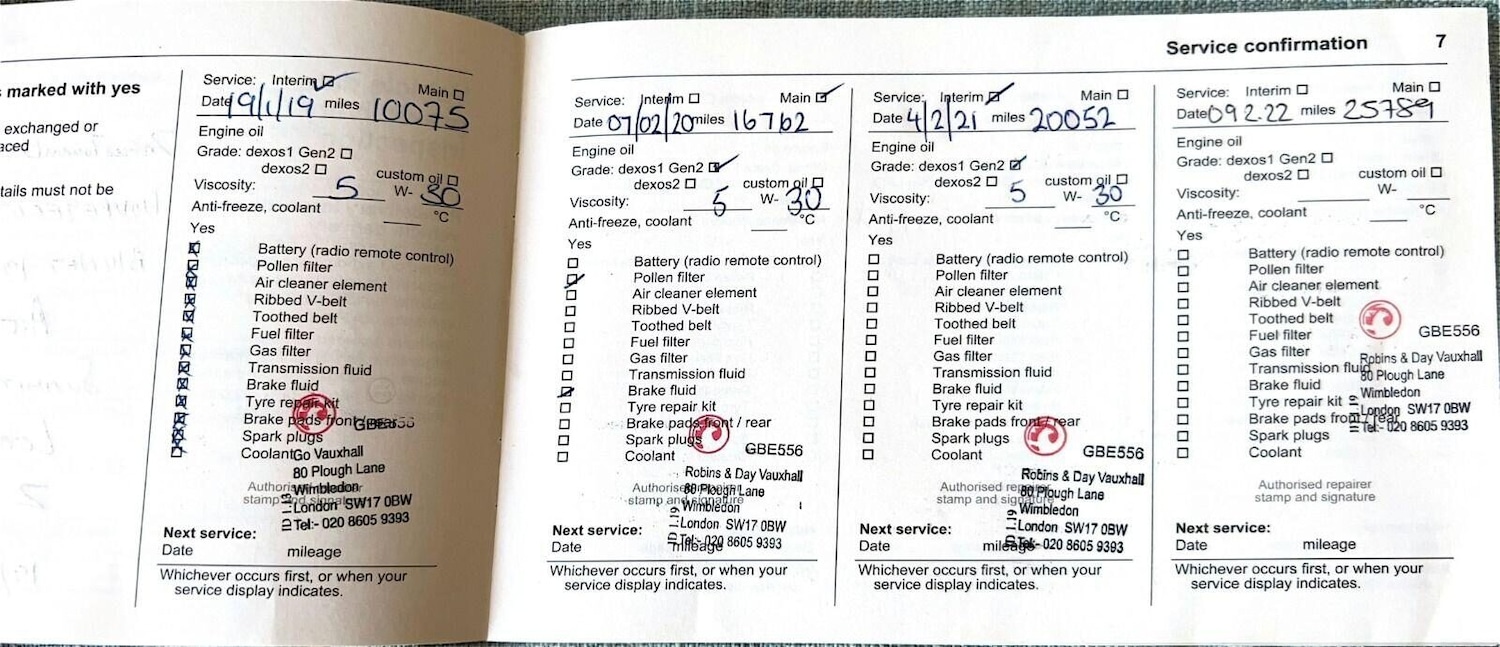 marked with yes
exchanged or
aced
tails must not be
Service: Interim ☑ Main ☐
Date 19/1/19 miles 10075
Engine oil
Grade: dexos1 Gen2 ☐
dexos2 ☐ custom oil ☐
Viscosity: 5 W- 30
Anti-freeze, coolant °C
Yes
Battery (radio remote control)
Pollen filter
Air cleaner element
Ribbed V-belt
Toothed belt
Fuel filter
Gas filter
Transmission fluid
Brake fluid
Tyre repair kit
Brake pads front / rear
GBE556
Spark plugs
Coolant
Go Vauxhall
80 Plough Lane
Wimbledon
London SW17 0BW
Tel:- 020 8605 9393
Authorised repairer
stamp and signature
Next service:
Date mileage
Whichever occurs first, or when your
service display indicates.
Service confirmation 7
Service: Interim ☐ Main ☑
Date 07/02/20 miles 16762
Engine oil
Grade: dexos1 Gen2 ☑
dexos2 ☐ custom oil ☐
Viscosity: 5 W- 30
Anti-freeze, coolant °C
Yes
Battery (radio remote control)
Pollen filter
Air cleaner element
Ribbed V-belt
Toothed belt
Fuel filter
Gas filter
Transmission fluid
Brake fluid
Tyre repair kit
Brake pads front / rear
Spark plugs
GBE556
Coolant
Robins & Day Vauxhall
80 Plough Lane
Wimbledon
London SW17 0BW
Tel:- 020 8605 9393
Authorised repairer
stamp and signature
Next service:
Date mileage
Whichever occurs first, or when your
service display indicates.
Service: Interim ☑ Main ☐
Date 4/2/21 miles 20052
Engine oil
Grade: dexos1 Gen2 ☑
dexos2 ☐ custom oil ☐
Viscosity: 5 W- 30
Anti-freeze, coolant °C
Yes
Battery (radio remote control)
Pollen filter
Air cleaner element
Ribbed V-belt
Toothed belt
Fuel filter
Gas filter
Transmission fluid
Brake fluid
Tyre repair kit
Brake pads front / rear
Spark plugs
Coolant
GBE556
Robins & Day Vauxhall
80 Plough Lane
Wimbledon
London SW17 0BW
Tel:- 020 8605 9393
Authorised repairer
stamp and signature
Next service:
Date mileage
Whichever occurs first, or when your
service display indicates.
Service: Interim ☐ Main ☐
Date 09 2.22 miles 25789
Engine oil
Grade: dexos1 Gen2 ☐
dexos2 ☐ custom oil ☐
Viscosity: W-
Anti-freeze, coolant °C
Yes
Battery (radio remote control)
Pollen filter
Air cleaner element
Ribbed V-belt
Toothed belt
Fuel filter
GBE556
Gas filter
Transmission fluid
Brake fluid
Tyre repair kit
Brake pads front / rear
Spark plugs
Coolant
Robins & Day Vauxhall
80 Plough Lane
Wimbledon
London SW17 0BW
Tel:- 020 8605 9393
Authorised repairer
stamp and signature
Next service:
Date mileage
Whichever occurs first, or when your
service display indicates.